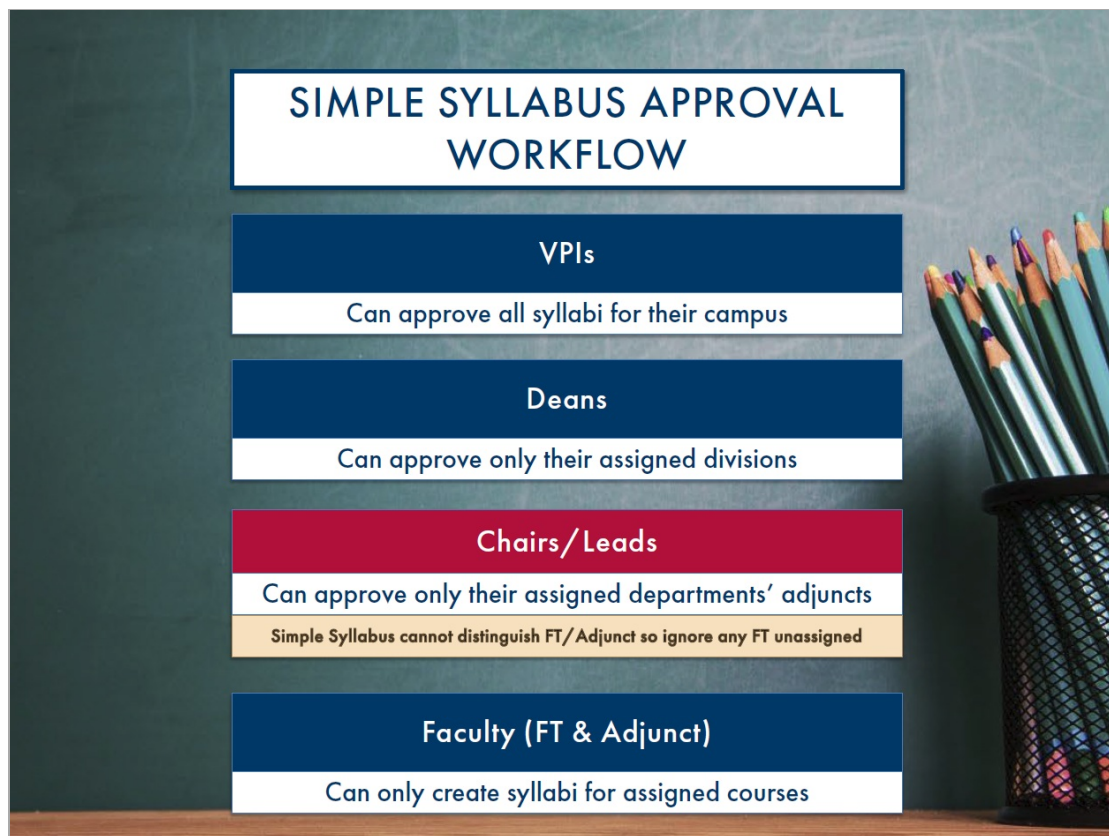 SIMPLE SYLLABUS APPROVAL
WORKFLOW
VPIs
Can approve all syllabi for their campus
Deans
Can approve only their assigned divisions
Chairs/Leads
Can approve only their assigned departments’ adjuncts
Simple Syllabus cannot distinguish FT/Adjunct so ignore any FT unassigned
Faculty (FT & Adjunct)
Can only create syllabi for assigned courses